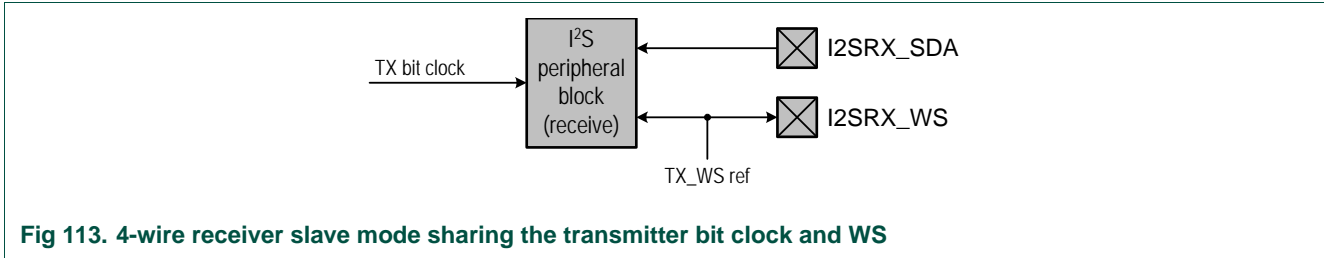 I²S
peripheral
block
(receive)
TX bit clock
I2SRX_SDA
I2SRX_WS
TX_WS ref
Fig 113. 4-wire receiver slave mode sharing the transmitter bit clock and WS